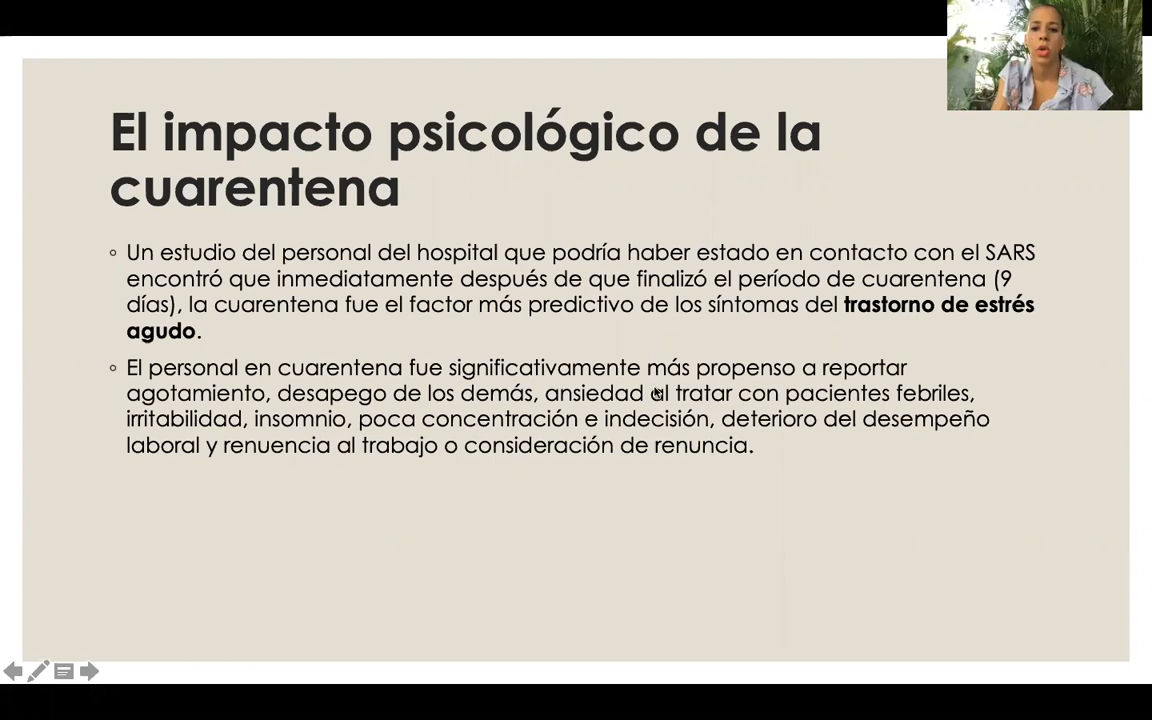 El impacto psicológico de la
cuarentena
◦ Un estudio del personal del hospital que podría haber estado en contacto con el SARS
encontró que inmediatamente después de que finalizó el período de cuarentena (9
días), la cuarentena fue el factor más predictivo de los síntomas del trastorno de estrés
agudo.
◦ El personal en cuarentena fue significativamente más propenso a reportar
agotamiento, desapego de los demás, ansiedad al tratar con pacientes febriles,
irritabilidad, insomnio, poca concentración e indecisión, deterioro del desempeño
laboral y renuencia al trabajo o consideración de renuncia.